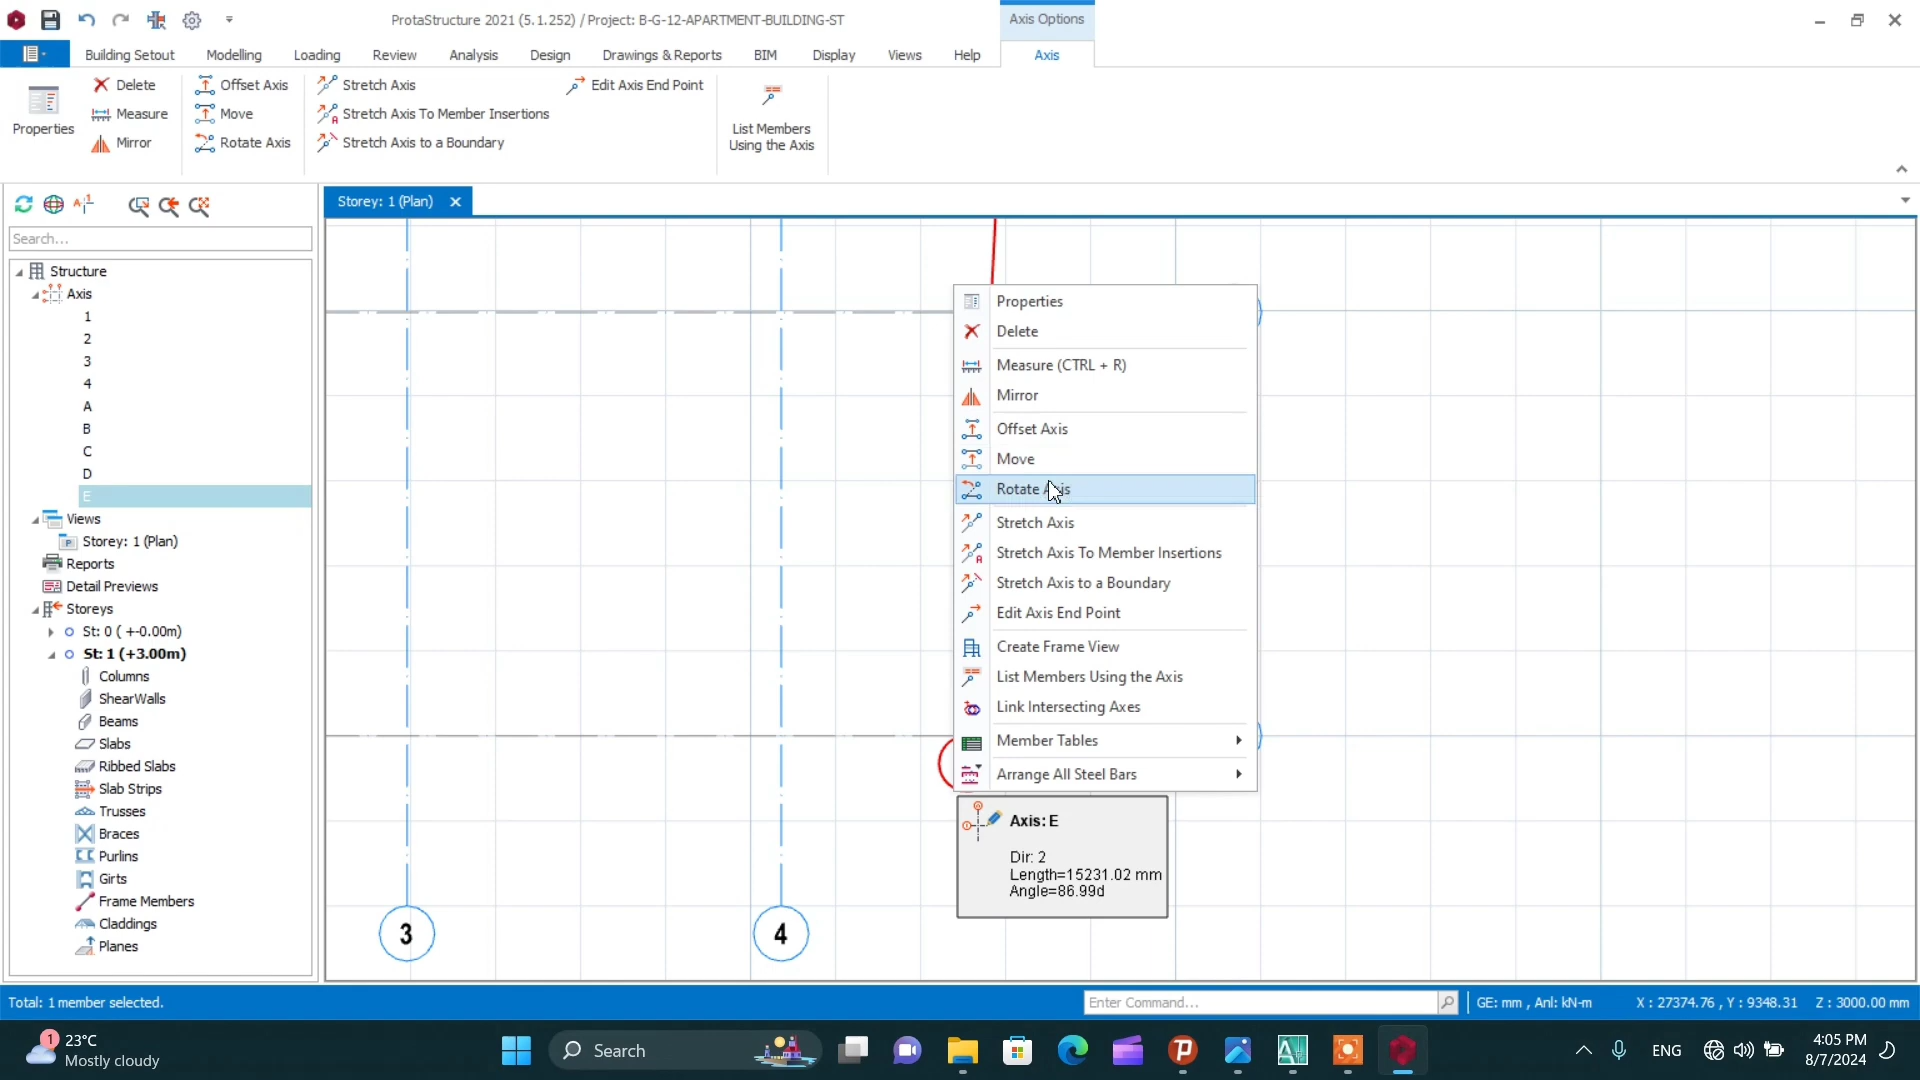 ProtaStructure 2021 (5.1.252) / Project: B-G-12-APARTMENT-BUILDING-ST
Axis Options
Building Setout
Modelling
Loading
Review
Analysis
Design
Drawings & Reports
BIM
Display
Views
Help
Axis
Properties
Delete
Measure
Mirror
Offset Axis
Move
Rotate Axis
Stretch Axis
Stretch Axis To Member Insertions
Stretch Axis to a Boundary
Edit Axis End Point
List Members
Using the Axis
Storey: 1 (Plan)
Search...
Structure
Axis
1
2
3
4
A
B
C
D
E
Views
Storey: 1 (Plan)
Reports
Detail Previews
Storeys
St: 0 ( +-0.00m)
St: 1 (+3.00m)
Columns
ShearWalls
Beams
Slabs
Ribbed Slabs
Slab Strips
Trusses
Braces
Purlins
Girts
Frame Members
Claddings
Planes
Properties
Delete
Measure (CTRL + R)
Mirror
Offset Axis
Move
Rotate Axis
Stretch Axis
Stretch Axis To Member Insertions
Stretch Axis to a Boundary
Edit Axis End Point
Create Frame View
List Members Using the Axis
Link Intersecting Axes
Member Tables
Arrange All Steel Bars
Axis: E
Dir: 2
Length=15231.02 mm
Angle=86.99d
3
4
Total: 1 member selected.
Enter Command...
GE: mm , Anl: kN-m
X : 27374.76 , Y : 9348.31
Z : 3000.00 mm
1
23°C
Mostly cloudy
Search
ENG
4:05 PM
8/7/2024